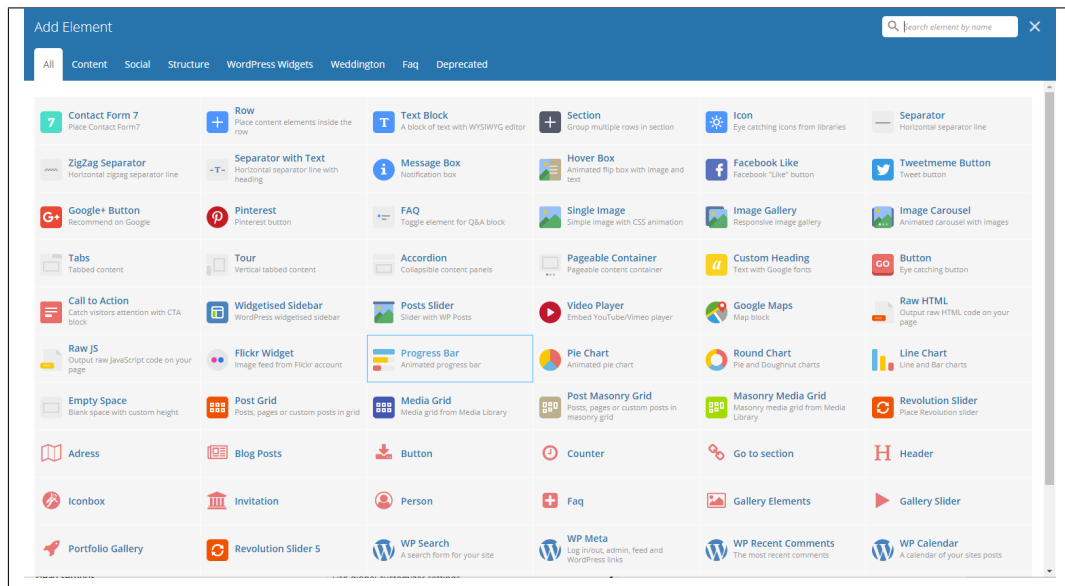 Add Element
Search element by name
All Content Social Structure WordPress Widgets Weddington Faq Deprecated
Contact Form 7
Place Contact Form7
Row
Place content elements inside the
row
Text Block
A block of text with WYSIWYG editor
Section
Group multiple rows in section
Icon
Eye catching icons from libraries
Separator
Horizontal separator line
ZigZag Separator
Horizontal zigzag separator line
Separator with Text
Horizontal separator line with
heading
Message Box
Notification box
Hover Box
Animated flip box with image and
text
Facebook Like
Facebook "Like" button
Tweetmeme Button
Tweet button
Google+ Button
Recommend on Google
Pinterest
Pinterest button
FAQ
Toggle element for Q&A block
Single Image
Simple image with CSS animation
Image Gallery
Responsive image gallery
Image Carousel
Animated carousel with images
Tabs
Tabbed content
Tour
Vertical tabbed content
Accordion
Collapsible content panels
Pageable Container
Pageable content container
Custom Heading
Text with Google fonts
GO
Button
Eye catching button
Call to Action
Catch visitors attention with CTA
block
Widgetised Sidebar
WordPress widgetised sidebar
Posts Slider
Slider with WP Posts
Video Player
Embed YouTube/Vimeo player
Google Maps
Map block
Raw HTML
Output raw HTML code on your
page
Raw JS
Output raw JavaScript code on your
page
Flickr Widget
Image feed from Flickr account
Progress Bar
Animated progress bar
Pie Chart
Animated pie chart
Round Chart
Pie and Doughnut charts
Line Chart
Line and Bar charts
Empty Space
Blank space with custom height
Post Grid
Posts, pages or custom posts in grid
Media Grid
Media grid from Media Library
Post Masonry Grid
Posts, pages or custom posts in
masonry grid
Masonry Media Grid
Masonry media grid from Media
Library
Revolution Slider
Place Revolution slider
Adress
Blog Posts
Button
Counter
Go to section
H Header
Iconbox
Invitation
Person
Faq
Gallery Elements
Gallery Slider
Portfolio Gallery
Revolution Slider 5
WP Search
A search form for your site
WP Meta
Log in/out, admin, feed and
WordPress links
WP Recent Comments
The most recent comments
WP Calendar
A calendar of your sites posts